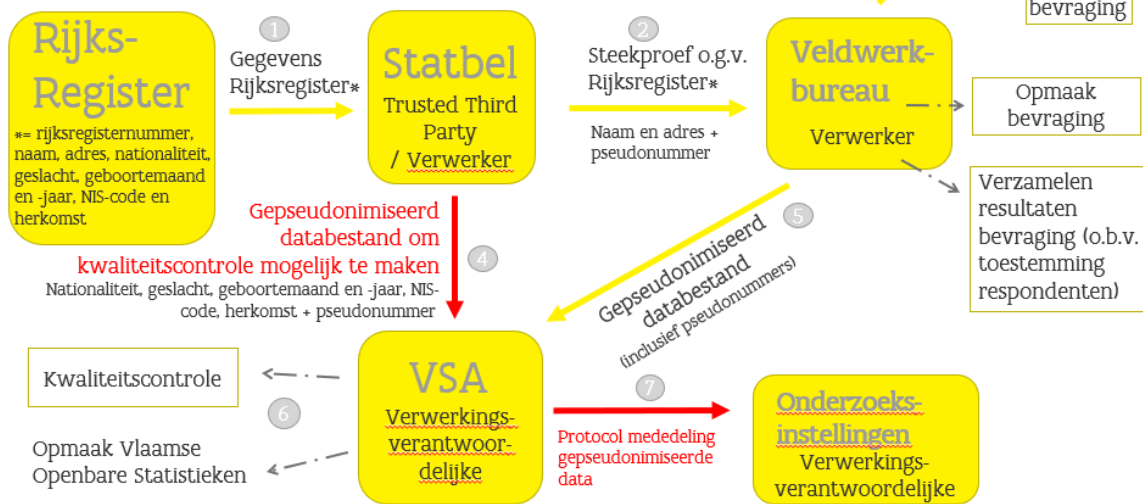 bevraging
Rijks-
Register
*= rijksregisternummer,
naam, adres, nationaliteit,
geslacht, geboortemaand
en -jaar, NIS-code en
herkomst
1
Gegevens
Rijksregister*
Statbel
Trusted Third
Party
/ Verwerker
2
Steekproef o.g.v.
Rijksregister*
Naam en adres +
pseudonummer
Veldwerk-
bureau
Verwerker
Opmaak
bevraging
Verzamelen
resultaten
bevraging (o.b.v.
toestemming
respondenten)
Gepseudonimiseerd
databestand om
kwaliteitscontrole mogelijk te maken
Nationaliteit, geslacht, geboortemaand en -jaar, NIS-
code, herkomst + pseudonummer
4
5
Gepseudonimiseerd
databestand
(inclusief pseudonummers)
Kwaliteitscontrole
6
Opmaak Vlaamse
Openbare Statistieken
VSA
Verwerkings-
verantwoor-
delijke
7
Protocol mededeling
gepseudonimiseerde
data
Onderzoeks-
instellingen
Verwerkings-
verantwoordelijke